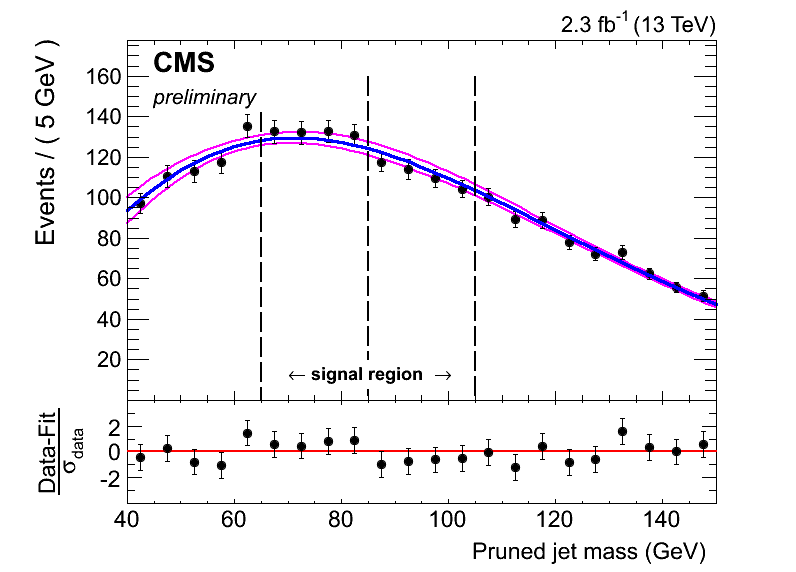 2.3 fb⁻¹ (13 TeV)
CMS
preliminary
Events / ( 5 GeV )
160
140
120
100
80
60
40
20
← signal region →
Data-Fit
σdata
2
0
-2
40 60 80 100 120 140
Pruned jet mass (GeV)